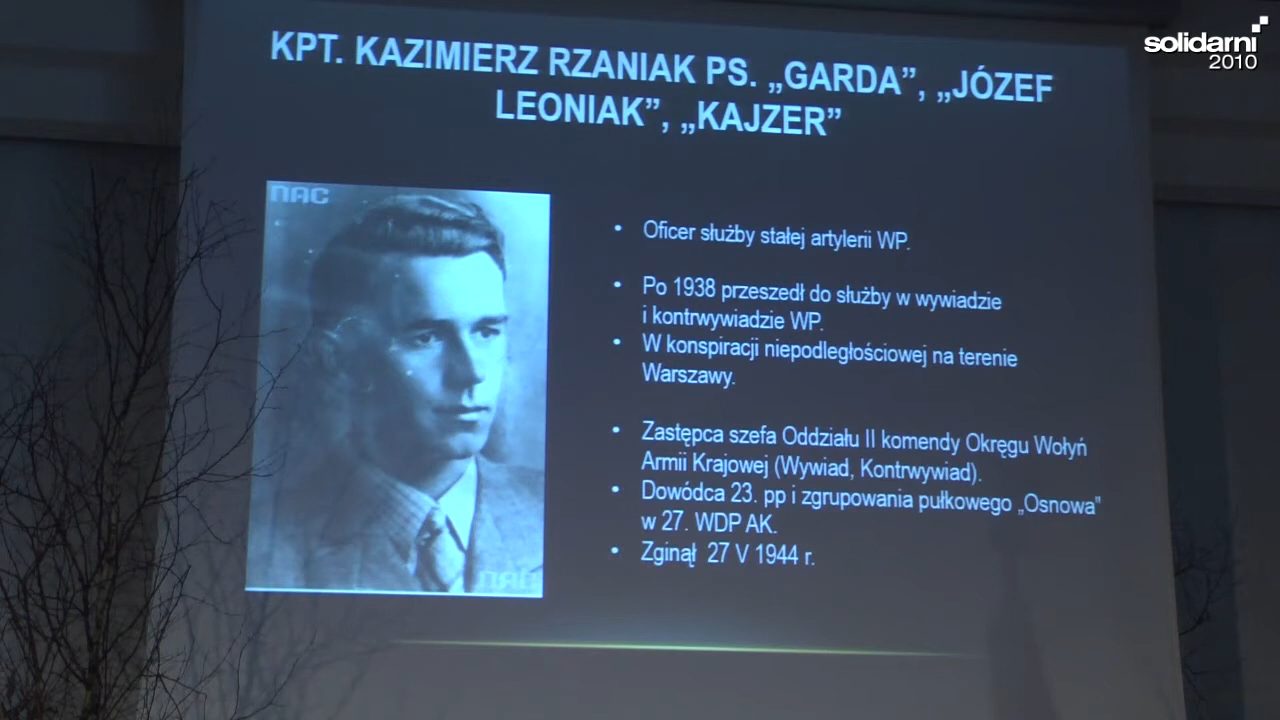 solidarni
2010
KPT. KAZIMIERZ RZANIAK PS. „GARDA”, „JÓZEF
LEONIAK”, „KAJZER”
NAC
• Oficer służby stałej artylerii WP.
• Po 1938 przeszedł do służby w wywiadzie
i kontrwywiadzie WP.
• W konspiracji niepodległościowej na terenie
Warszawy.
• Zastępca szefa Oddziału II komendy Okręgu Wołyń
Armii Krajowej (Wywiad, Kontrwywiad).
• Dowódca 23. pp i zgrupowania pułkowego „Osnowa”
w 27. WDP AK.
• Zginął 27 V 1944 r.
NAC